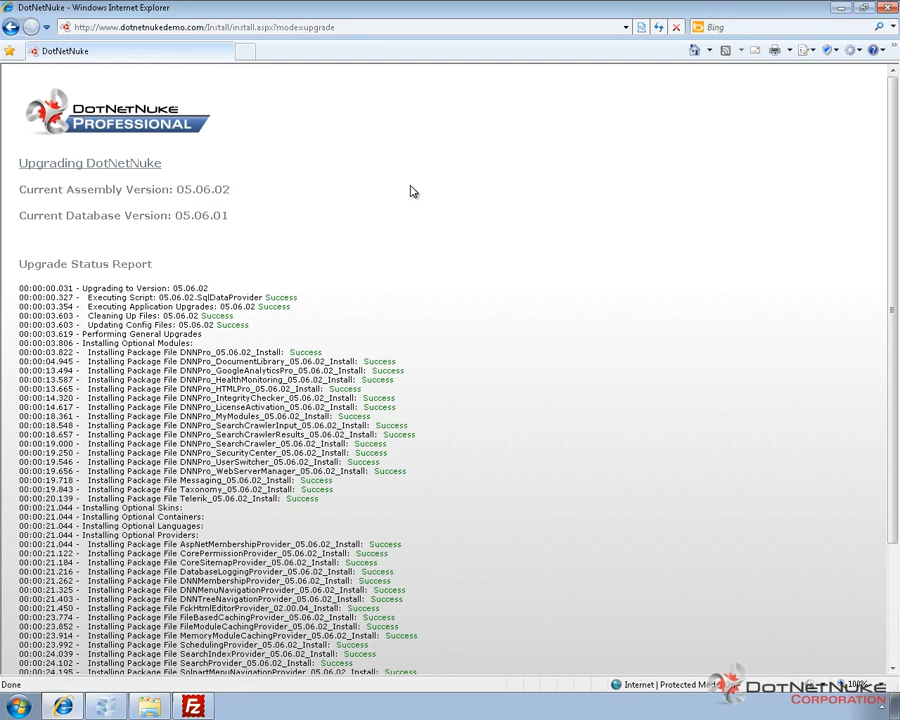 DotNetNuke - Windows Internet Explorer
http://www.dotnetnukedemo.com/Install/install.aspx?mode=upgrade
Bing
DotNetNuke
DOTNETNUKE
PROFESSIONAL
Upgrading DotNetNuke
Current Assembly Version: 05.06.02
Current Database Version: 05.06.01
Upgrade Status Report
00:00:00.031 - Upgrading to Version: 05.06.02
00:00:00.327 - Executing Script: 05.06.02.SqlDataProvider Success
00:00:03.354 - Executing Application Upgrades: 05.06.02 Success
00:00:03.603 - Cleaning Up Files: 05.06.02 Success
00:00:03.603 - Updating Config Files: 05.06.02 Success
00:00:03.619 - Performing General Upgrades
00:00:03.806 - Installing Optional Modules:
00:00:03.822 - Installing Package File DNNPro_05.06.02_Install: Success
00:00:04.945 - Installing Package File DNNPro_DocumentLibrary_05.06.02_Install: Success
00:00:13.494 - Installing Package File DNNPro_GoogleAnalyticsPro_05.06.02_Install: Success
00:00:13.587 - Installing Package File DNNPro_HealthMonitoring_05.06.02_Install: Success
00:00:13.665 - Installing Package File DNNPro_HTMLPro_05.06.02_Install: Success
00:00:14.320 - Installing Package File DNNPro_IntegrityChecker_05.06.02_Install: Success
00:00:14.617 - Installing Package File DNNPro_LicenseActivation_05.06.02_Install: Success
00:00:18.361 - Installing Package File DNNPro_MyModules_05.06.02_Install: Success
00:00:18.548 - Installing Package File DNNPro_SearchCrawlerInput_05.06.02_Install: Success
00:00:18.657 - Installing Package File DNNPro_SearchCrawlerResults_05.06.02_Install: Success
00:00:19.000 - Installing Package File DNNPro_SearchCrawler_05.06.02_Install: Success
00:00:19.250 - Installing Package File DNNPro_SecurityCenter_05.06.02_Install: Success
00:00:19.546 - Installing Package File DNNPro_UserSwitcher_05.06.02_Install: Success
00:00:19.656 - Installing Package File DNNPro_WebServerManager_05.06.02_Install: Success
00:00:19.718 - Installing Package File Messaging_05.06.02_Install: Success
00:00:19.843 - Installing Package File Taxonomy_05.06.02_Install: Success
00:00:20.139 - Installing Package File Telerik_05.06.02_Install: Success
00:00:21.044 - Installing Optional Skins:
00:00:21.044 - Installing Optional Containers:
00:00:21.044 - Installing Optional Languages:
00:00:21.044 - Installing Optional Providers:
00:00:21.044 - Installing Package File AspNetMembershipProvider_05.06.02_Install: Success
00:00:21.122 - Installing Package File CorePermissionProvider_05.06.02_Install: Success
00:00:21.184 - Installing Package File CoreSitemapProvider_05.06.02_Install: Success
00:00:21.216 - Installing Package File DatabaseLoggingProvider_05.06.02_Install: Success
00:00:21.262 - Installing Package File DNNMembershipProvider_05.06.02_Install: Success
00:00:21.325 - Installing Package File DNNMenuNavigationProvider_05.06.02_Install: Success
00:00:21.403 - Installing Package File DNNTreeNavigationProvider_05.06.02_Install: Success
00:00:21.450 - Installing Package File FckHtmlEditorProvider_02.00.04_Install: Success
00:00:23.774 - Installing Package File FileBasedCachingProvider_05.06.02_Install: Success
00:00:23.852 - Installing Package File FileModuleCachingProvider_05.06.02_Install: Success
00:00:23.914 - Installing Package File MemoryModuleCachingProvider_05.06.02_Install: Success
00:00:23.992 - Installing Package File SchedulingProvider_05.06.02_Install: Success
00:00:24.039 - Installing Package File SearchIndexProvider_05.06.02_Install: Success
00:00:24.102 - Installing Package File SearchProvider_05.06.02_Install: Success
00:00:24.195 - Installing Package File SolpartMenuNavigationProvider_05.06.02_Install: Success
Done
Internet | Protected
100%
DOTNETNUKE
CORPORATION